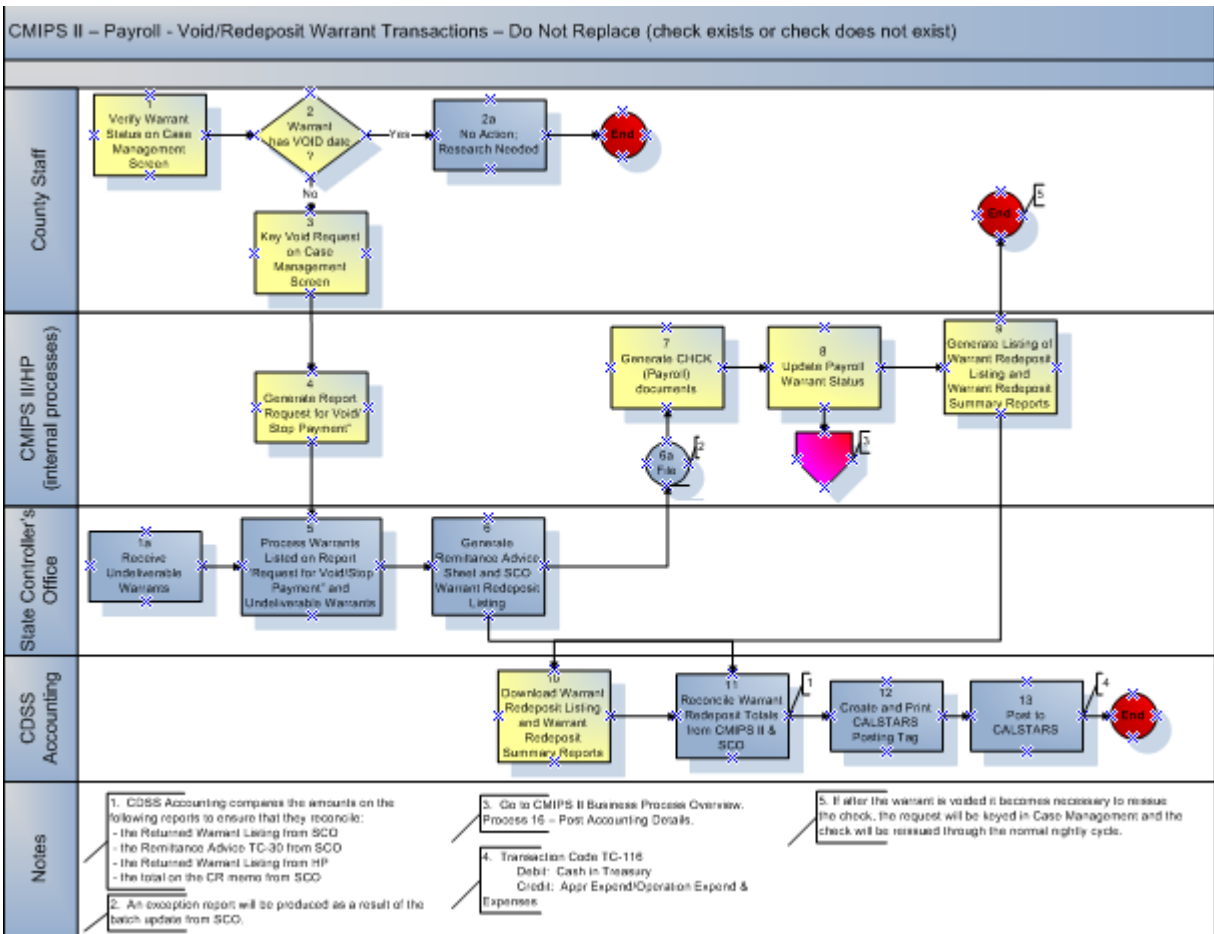 CMIPS II – Payroll - Void/Redeposit Warrant Transactions – Do Not Replace (check exists or check does not exist)
County Staff
1
Verify Warrant
Status on Case
Management
Screen
2
Warrant
has VOID date
?
Yes
2a
No Action;
Research Needed
End
No
3
Key Void Request
on Case
Management
Screen
End
5
CMIPS II/HP
(internal processes)
4
Generate Report
"Request for Void/
Stop Payment"
7
Generate CHCK
(Payroll)
documents
8
Update Payroll
Warrant Status
9
Generate Listing of
Warrant Redeposit
Listing and
Warrant Redeposit
Summary Reports
6a
File
2
3
State Controller's
Office
1a
Receive
Undeliverable
Warrants
5
Process Warrants
Listed on Report
"Request for Void/Stop
Payment" and
Undeliverable Warrants
6
Generate
Remittance Advice
Sheet and SCO
Warrant Redeposit
Listing
CDSS
Accounting
10
Download Warrant
Redeposit Listing
and Warrant
Redeposit
Summary Reports
11
Reconcile Warrant
Redeposit Totals
from CMIPS II &
SCO
1
12
Create and Print
CALSTARS
Posting Tag
13
Post to
CALSTARS
4
End
Notes
1. CDSS Accounting compares the amounts on the
following reports to ensure that they reconcile:
- the Returned Warrant Listing from SCO
- the Remittance Advice TC-30 from SCO
- the Returned Warrant Listing from HP
- the total on the CR memo from SCO
2. An exception report will be produced as a result of the
batch update from SCO.
3. Go to CMIPS II Business Process Overview.
Process 16 – Post Accounting Details.
4. Transaction Code TC-116
Debit: Cash in Treasury
Credit: Appr Expend/Operation Expend &
Expenses
5. If after the warrant is voided it becomes necessary to reissue
the check, the request will be keyed in Case Management and the
check will be reissued through the normal nightly cycle.